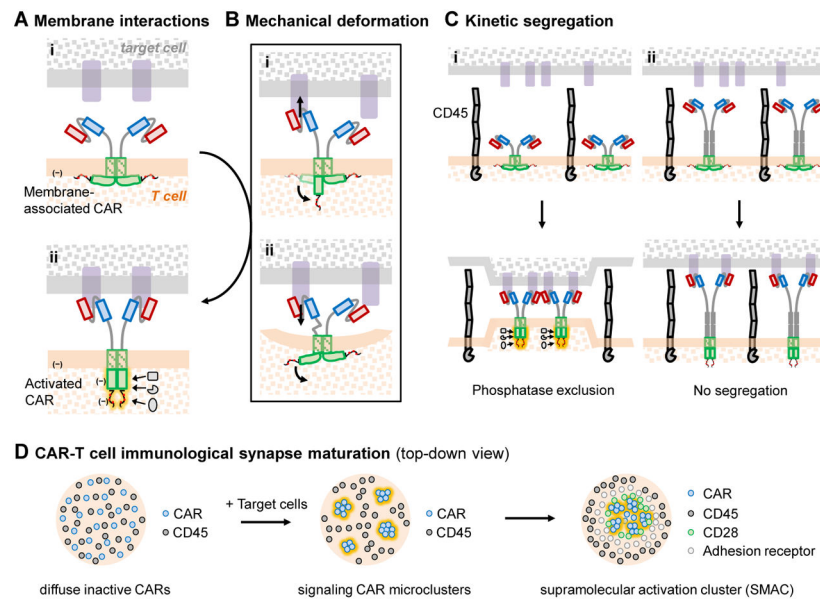 A Membrane interactions
i
target cell
(-)
Membrane-
associated CAR
T cell
ii
(-)
Activated
CAR
(-)
(-)
B Mechanical deformation
i
ii
C Kinetic segregation
i
ii
CD45
Phosphatase exclusion
No segregation
D CAR-T cell immunological synapse maturation (top-down view)
CAR
CD45
diffuse inactive CARs
+ Target cells
CAR
CD45
signaling CAR microclusters
CAR
CD45
CD28
Adhesion receptor
supramolecular activation cluster (SMAC)